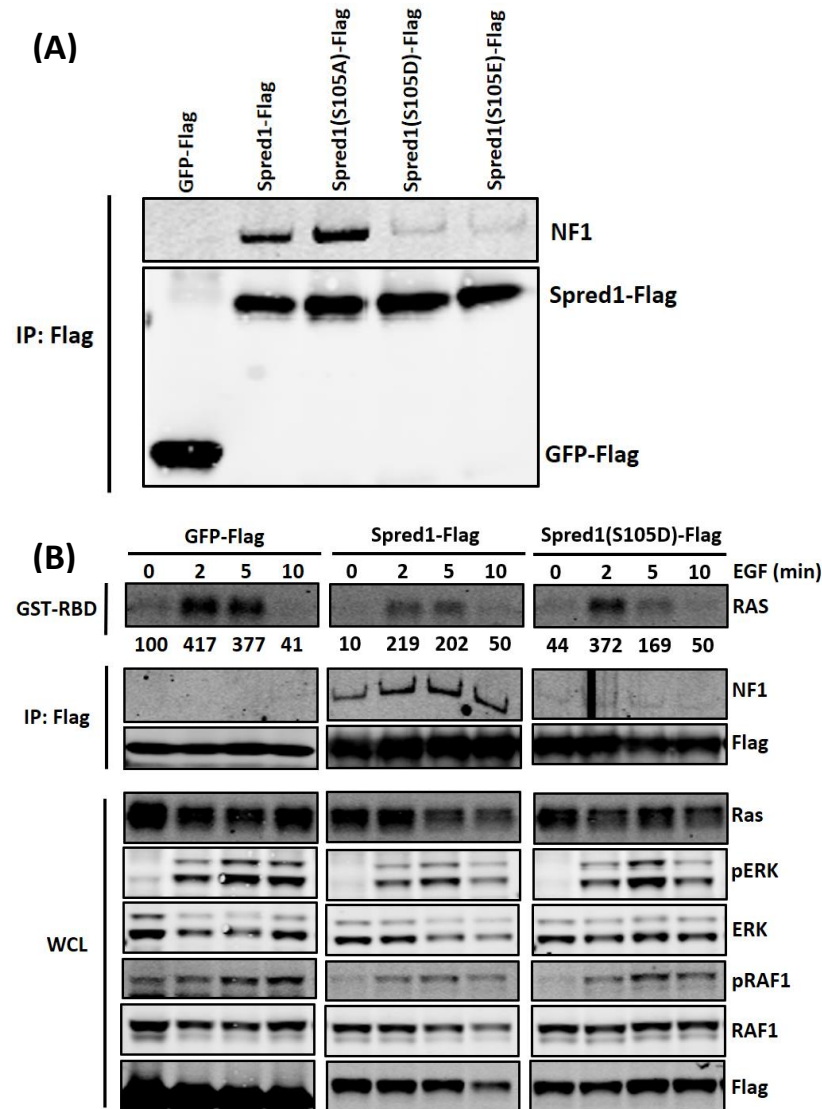 (A)
GFP-Flag
Spred1-Flag
Spred1(S105A)-Flag
Spred1(S105D)-Flag
Spred1(S105E)-Flag
NF1
Spred1-Flag
IP: Flag
GFP-Flag
(B)
GFP-Flag Spred1-Flag Spred1(S105D)-Flag
0 2 5 10 0 2 5 10 0 2 5 10 EGF (min)
GST-RBD RAS
100 417 377 41 10 219 202 50 44 372 169 50
NF1
IP: Flag
Flag
Ras
pERK
WCL
ERK
pRAF1
RAF1
Flag